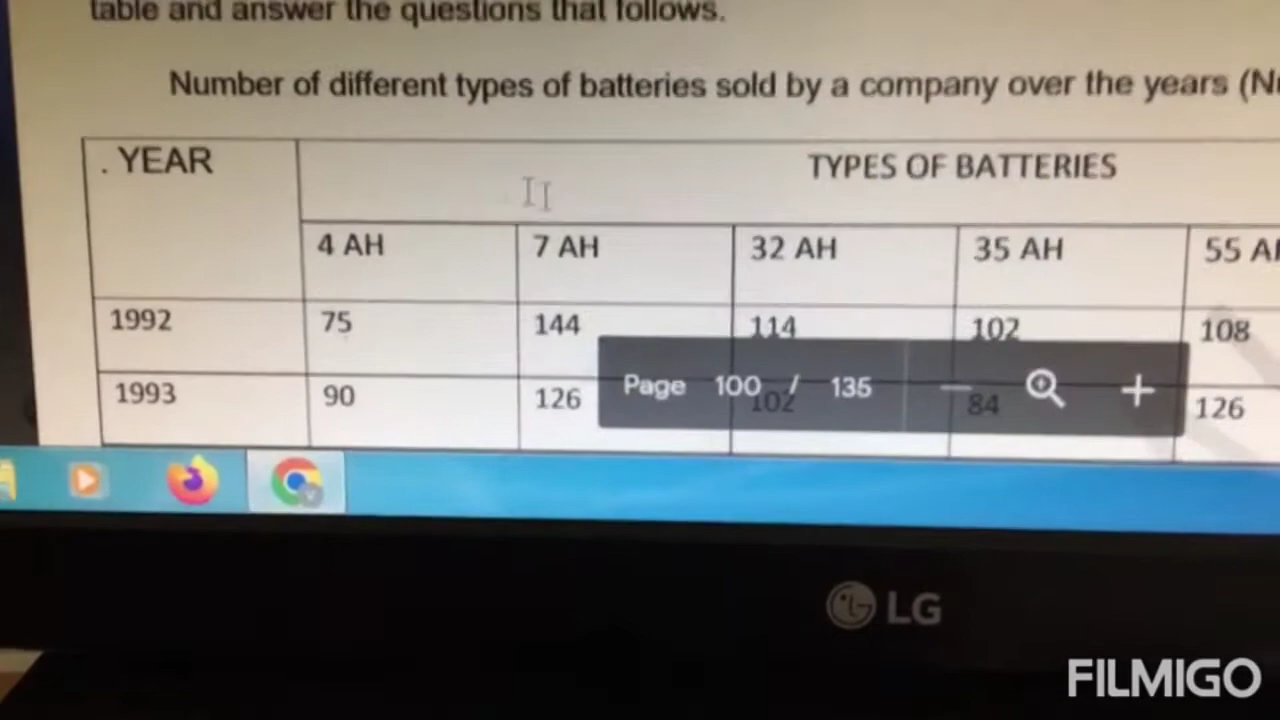 table and answer the questions that follows.
Number of different types of batteries sold by a company over the years
. YEAR TYPES OF BATTERIES
4 AH 7 AH 32 AH 35 AH 55
1992 75 144 114 102 108
1993 90 126 102 84 126
Page 100 / 135
LG
FILMIGO